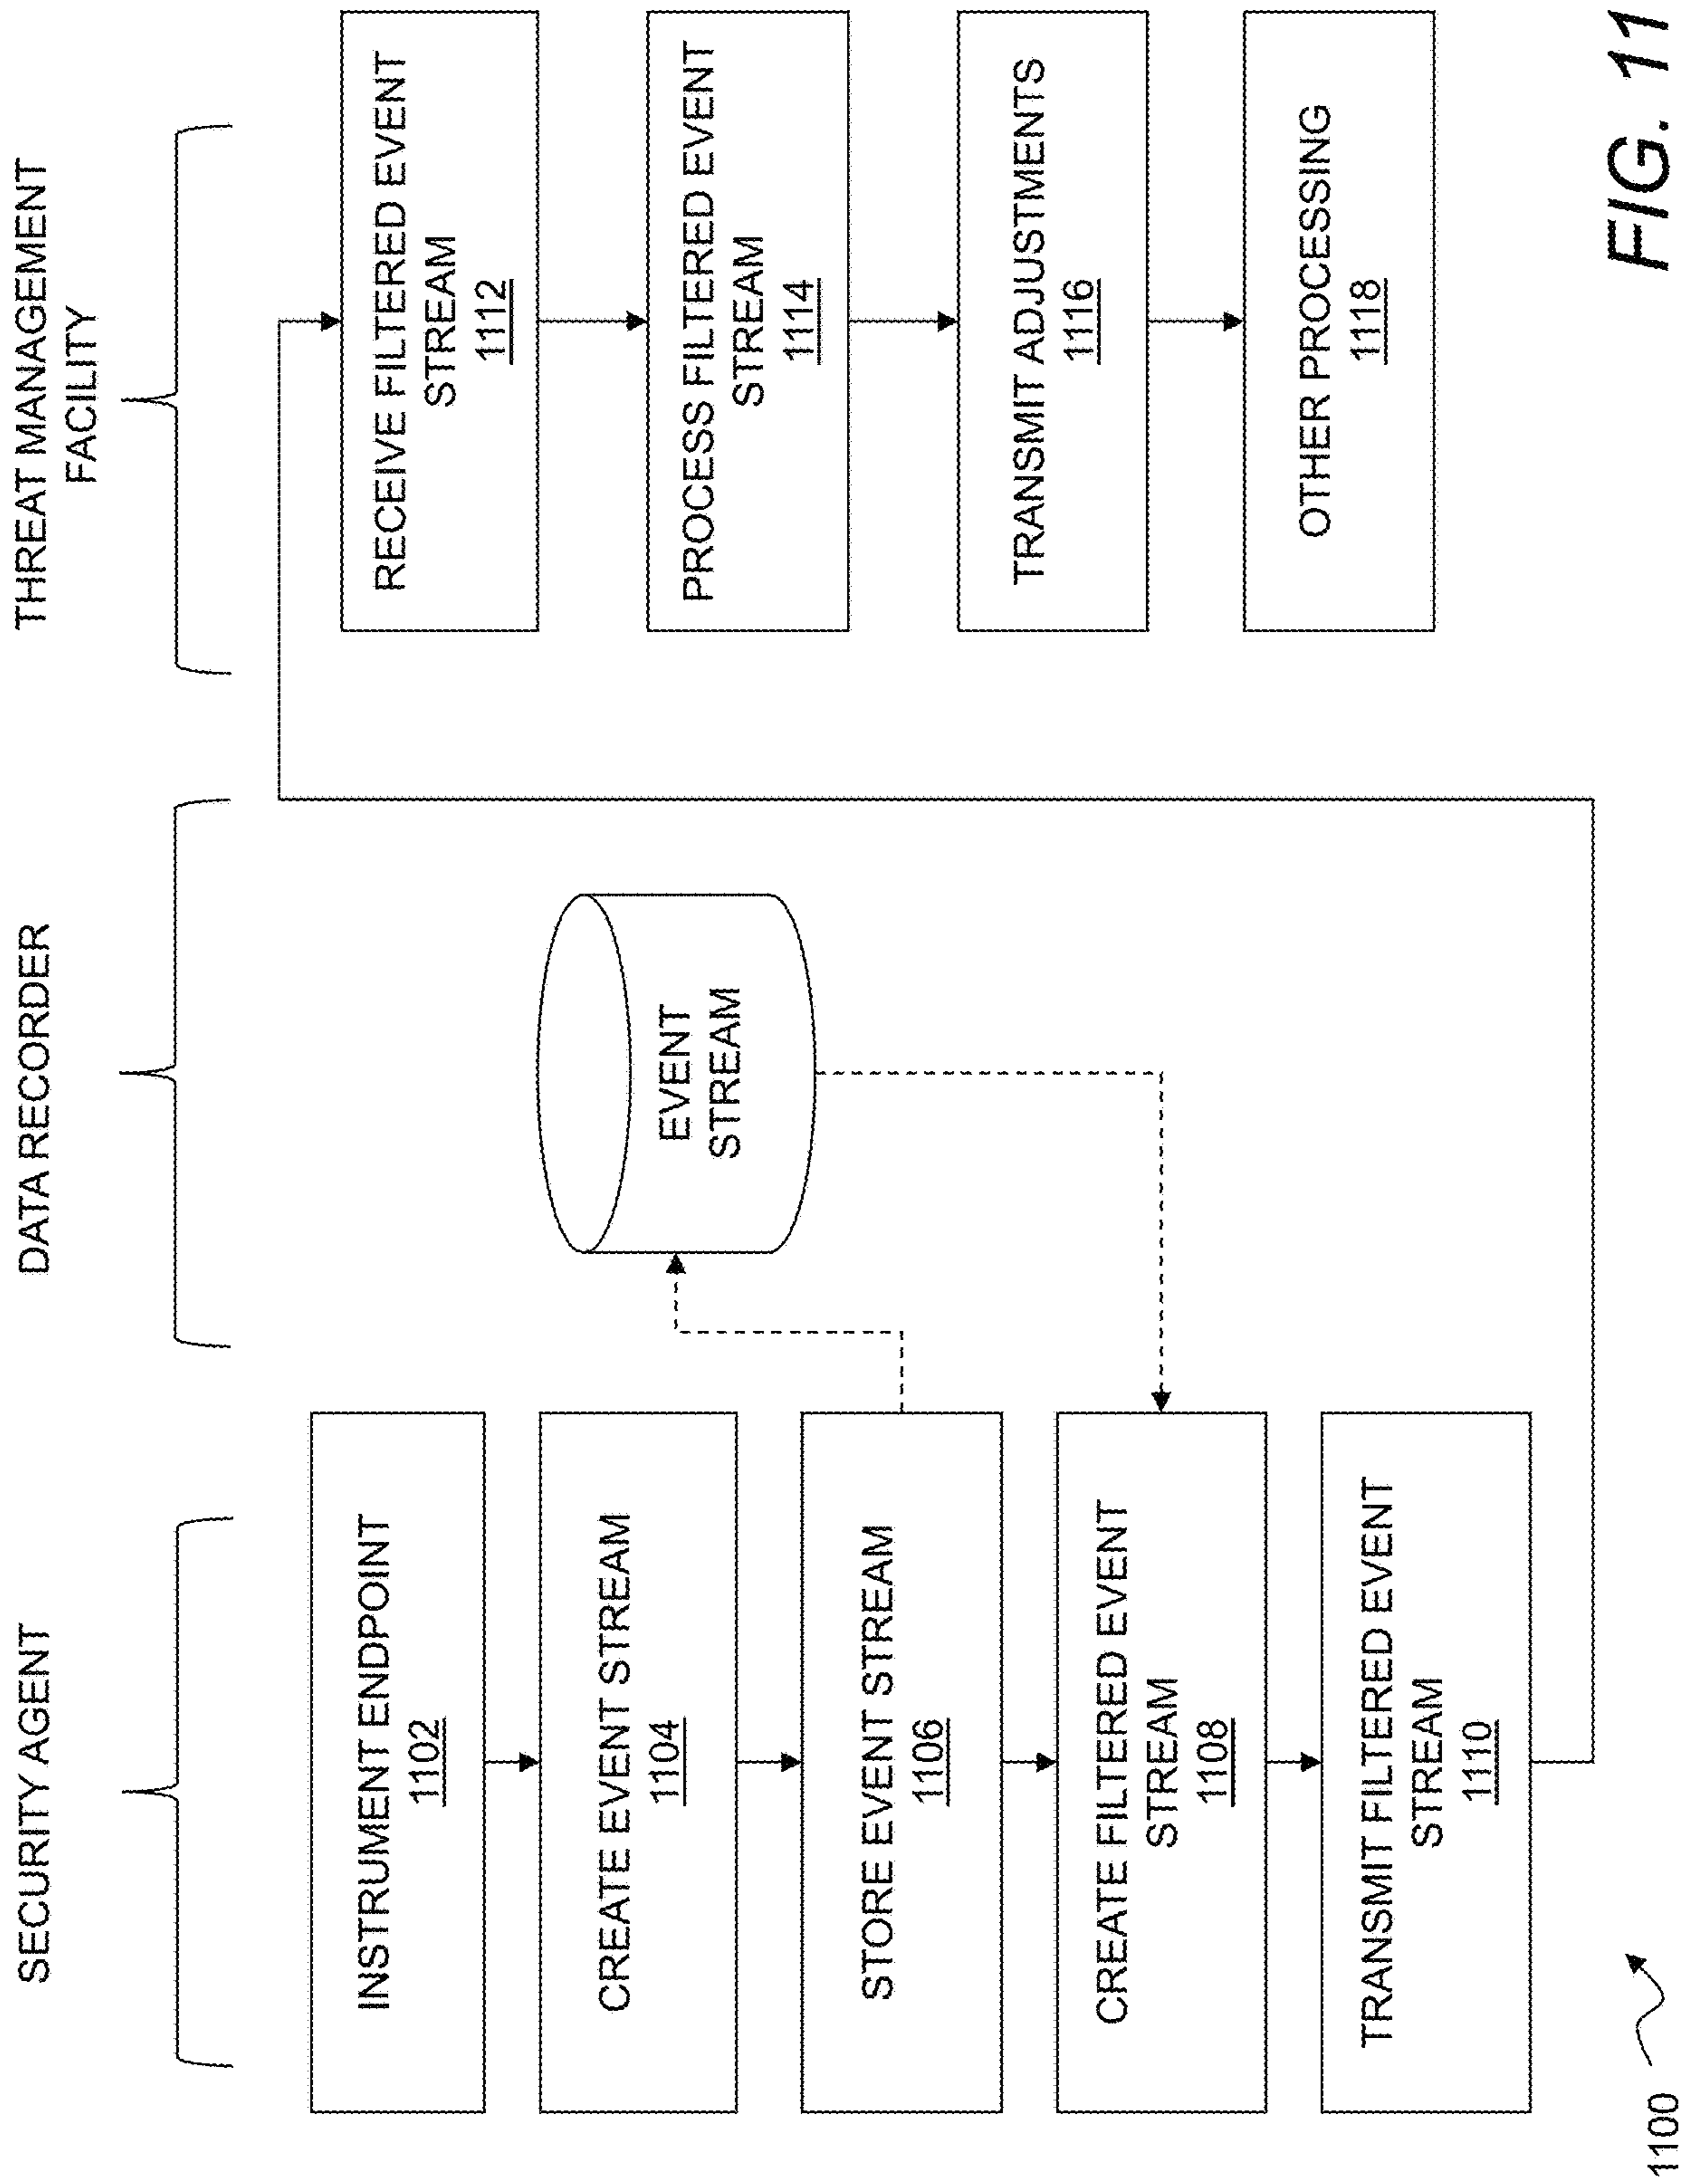 SECURITY AGENT
INSTRUMENT ENDPOINT
1102
CREATE EVENT STREAM
1104
STORE EVENT STREAM
1106
CREATE FILTERED EVENT
STREAM
1108
TRANSMIT FILTERED EVENT
STREAM
1110
DATA RECORDER
EVENT
STREAM
THREAT MANAGEMENT
FACILITY
RECEIVE FILTERED EVENT
STREAM
1112
PROCESS FILTERED EVENT
STREAM
1114
TRANSMIT ADJUSTMENTS
1116
OTHER PROCESSING
1118
1100
FIG. 11